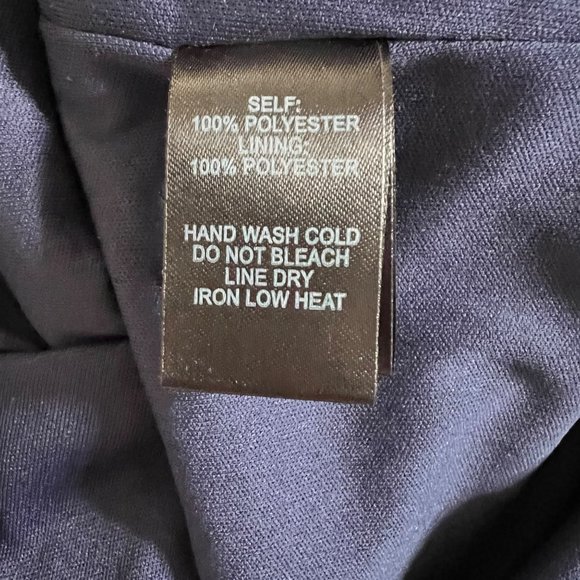 SELF:
100% POLYESTER
LINING:
100% POLYESTER
HAND WASH COLD
DO NOT BLEACH
LINE DRY
IRON LOW HEAT